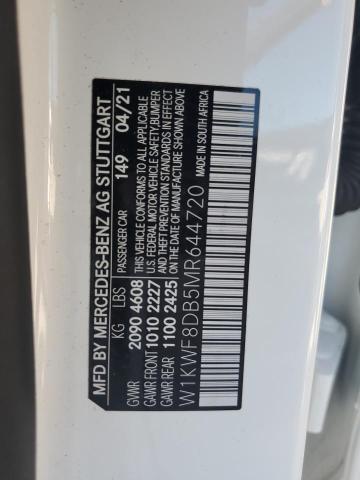 MFD BY MERCEDES-BENZ AG STUTTGART
KG LBS PASSENGER CAR 149 04/21
GVWR 2090 4608 THIS VEHICLE CONFORMS TO ALL APPLICABLE
GAWR FRONT 1010 2227 U.S. FEDERAL MOTOR VEHICLE SAFETY, BUMPER
GAWR REAR 1100 2425 AND THEFT PREVENTION STANDARDS IN EFFECT
ON THE DATE OF MANUFACTURE SHOWN ABOVE
W1KWF8DB5MR644720
MADE IN SOUTH AFRICA